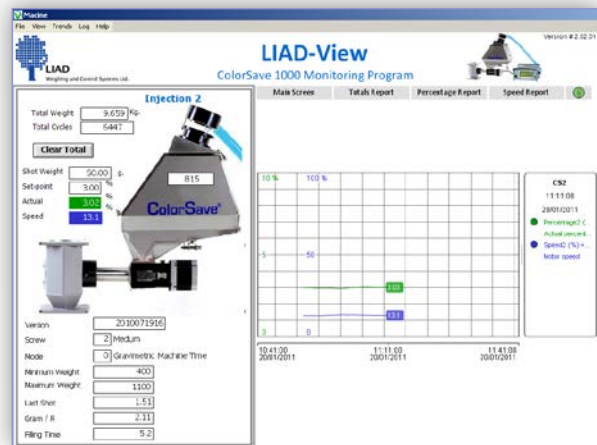 Macine
File View Trends Log Help
LIAD
Weighing and Control Systems Ltd.
LIAD-View
ColorSave 1000 Monitoring Program
Version # 2.02.01
Injection 2
Total Weight 9.659 Kg.
Total Cycles 6447
Clear Total
Shot Weight 50.00 g.
Set-point 3.00 %
Actual 3.02 %
Speed 13.1 %
815
ColorSave
Version 2010071916
Screw 2 Medium
Mode 0 Gravimetric Machine Time
Minimum Weight 400
Maximum Weight 1100
Last Shot 1.51
Gram / R 2.11
Filling Time 5.2
Main Screen Totals Report Percentage Report Speed Report
10 % 100 %
5 50
0 0
3.03
13.1
10:41:00 11:11:00 11:41:08
20/01/2011 20/01/2011 20/01/2011
CS2
11:11:08
20/01/2011
Percentage2 (..
Actual percent...
Speed2 (%) +...
Motor speed